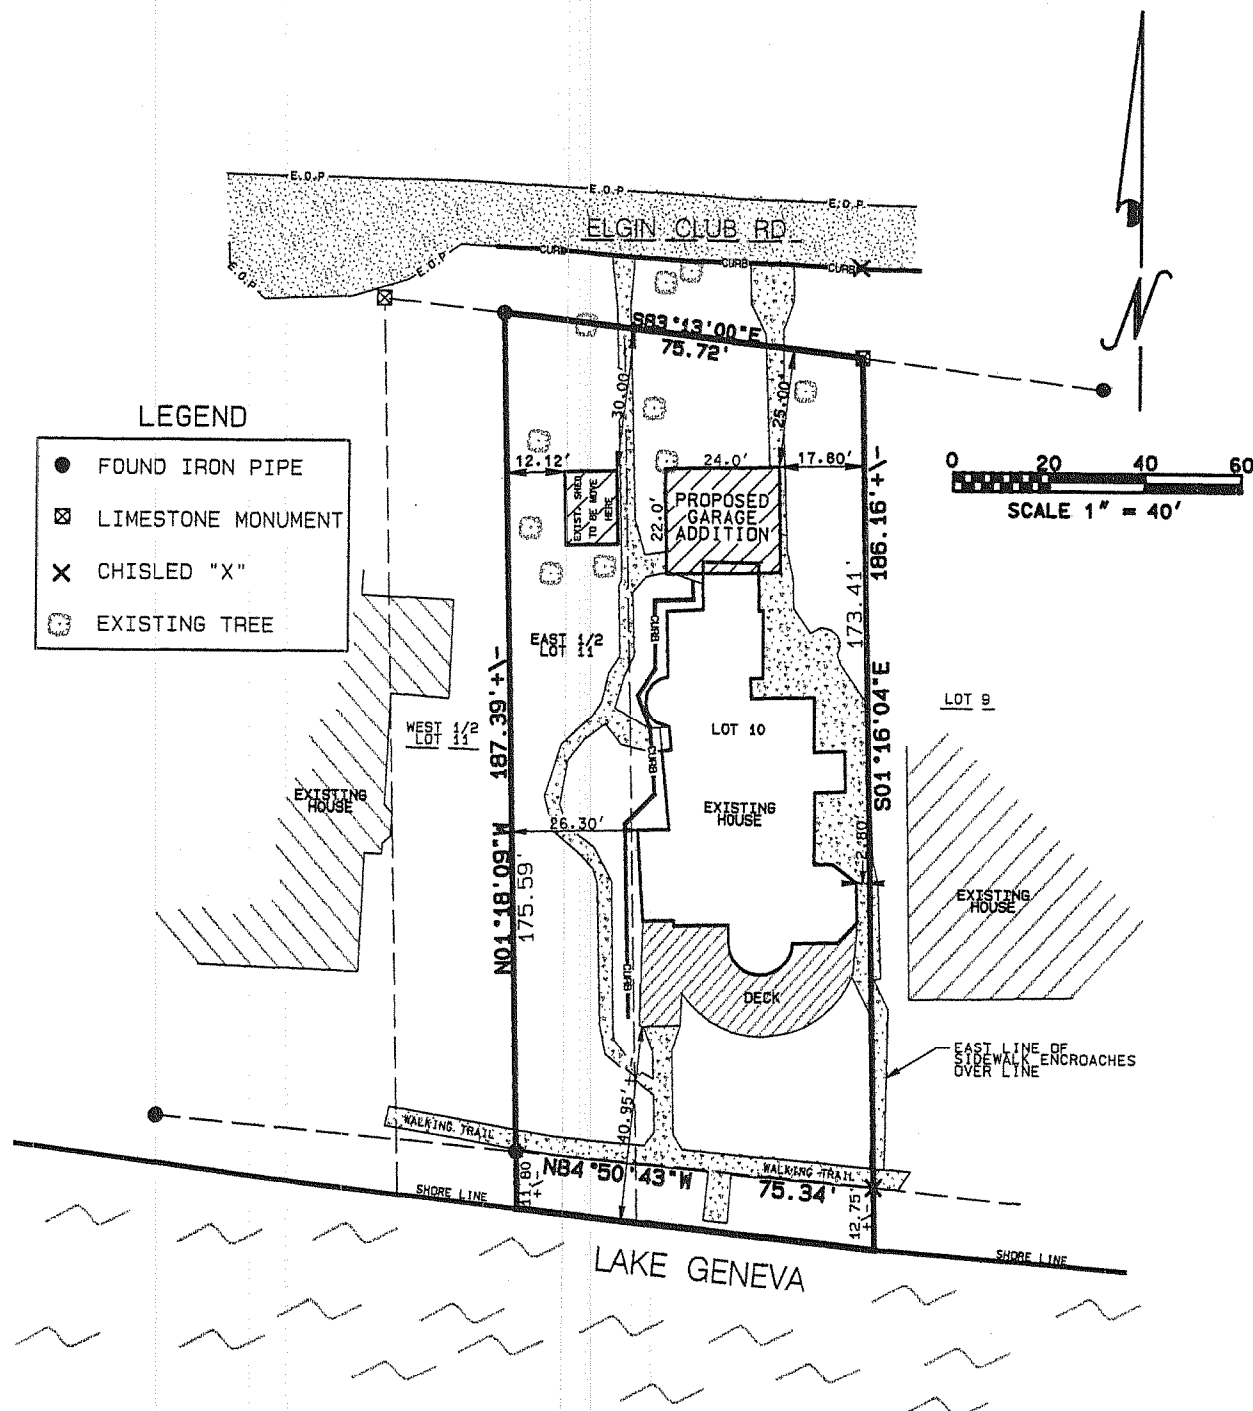 E.O.P
E.O.P
E.O.P
ELGIN CLUB RD.
CURB
CURB
CURB
E.O.P
E.O.P
S83°13'00"E
75.72'
LEGEND
FOUND IRON PIPE
LIMESTONE MONUMENT
CHISLED "X"
EXISTING TREE
30.00
25.00'
12.12'
24.0'
17.80'
EXIST. SHED
TO BE MOVE
HERE
22.0'
PROPOSED
GARAGE
ADDITION
186.16'+\-
173.41'
S01°16'04"E
0 20 40 60
SCALE 1" = 40'
CURB
EAST 1/2
LOT 11
WEST 1/2
LOT 11
187.39'+\-
N01°18'09"W
175.59'
LOT 10
LOT 9
CURB
EXISTING
HOUSE
EXISTING
HOUSE
26.30'
2.80'
EXISTING
HOUSE
CURB
DECK
EAST LINE OF
SIDEWALK ENCROACHES
OVER LINE
40.95'+\-
WALKING TRAIL
WALKING TRAIL
N84°50'43"W
75.34'
11.80
+\-
12.75'
+\-
SHORE LINE
SHORE LINE
LAKE GENEVA